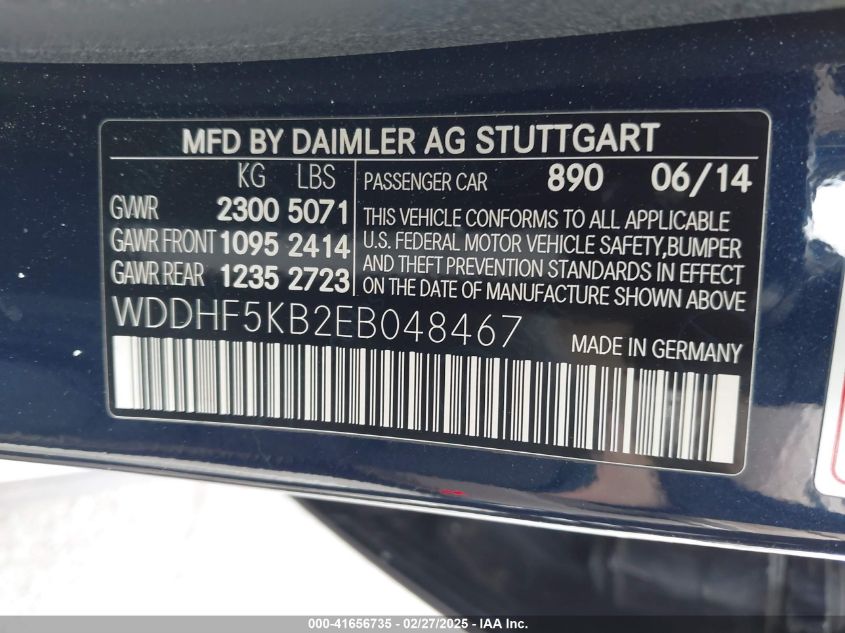 MFD BY DAIMLER AG STUTTGART
KG LBS
GVWR 2300 5071
GAWR FRONT 1095 2414
GAWR REAR 1235 2723
PASSENGER CAR 890 06/14
THIS VEHICLE CONFORMS TO ALL APPLICABLE
U.S. FEDERAL MOTOR VEHICLE SAFETY,BUMPER
AND THEFT PREVENTION STANDARDS IN EFFECT
ON THE DATE OF MANUFACTURE SHOWN ABOVE.
WDDHF5KB2EB048467
MADE IN GERMANY
000-41656735 - 02/27/2025 - IAAI.COM